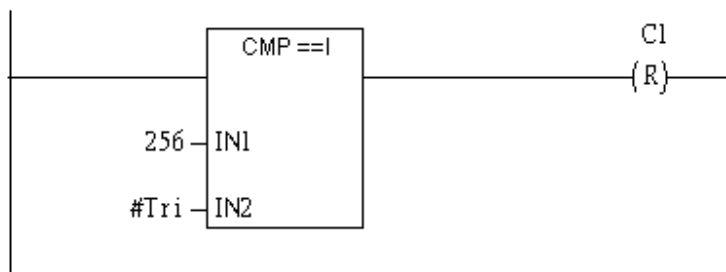 CMP ==I
C1
(R)
256
IN1
#Tri
IN2